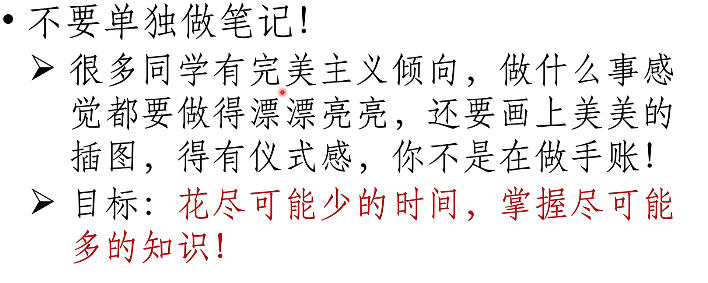 • 不要单独做笔记！
➢ 很多同学有完美主义倾向，做什么事感
觉都要做得漂漂亮亮，还要画上美美的
插图，得有仪式感，你不是在做手账！
➢ 目标：花尽可能少的时间，掌握尽可能
多的知识！